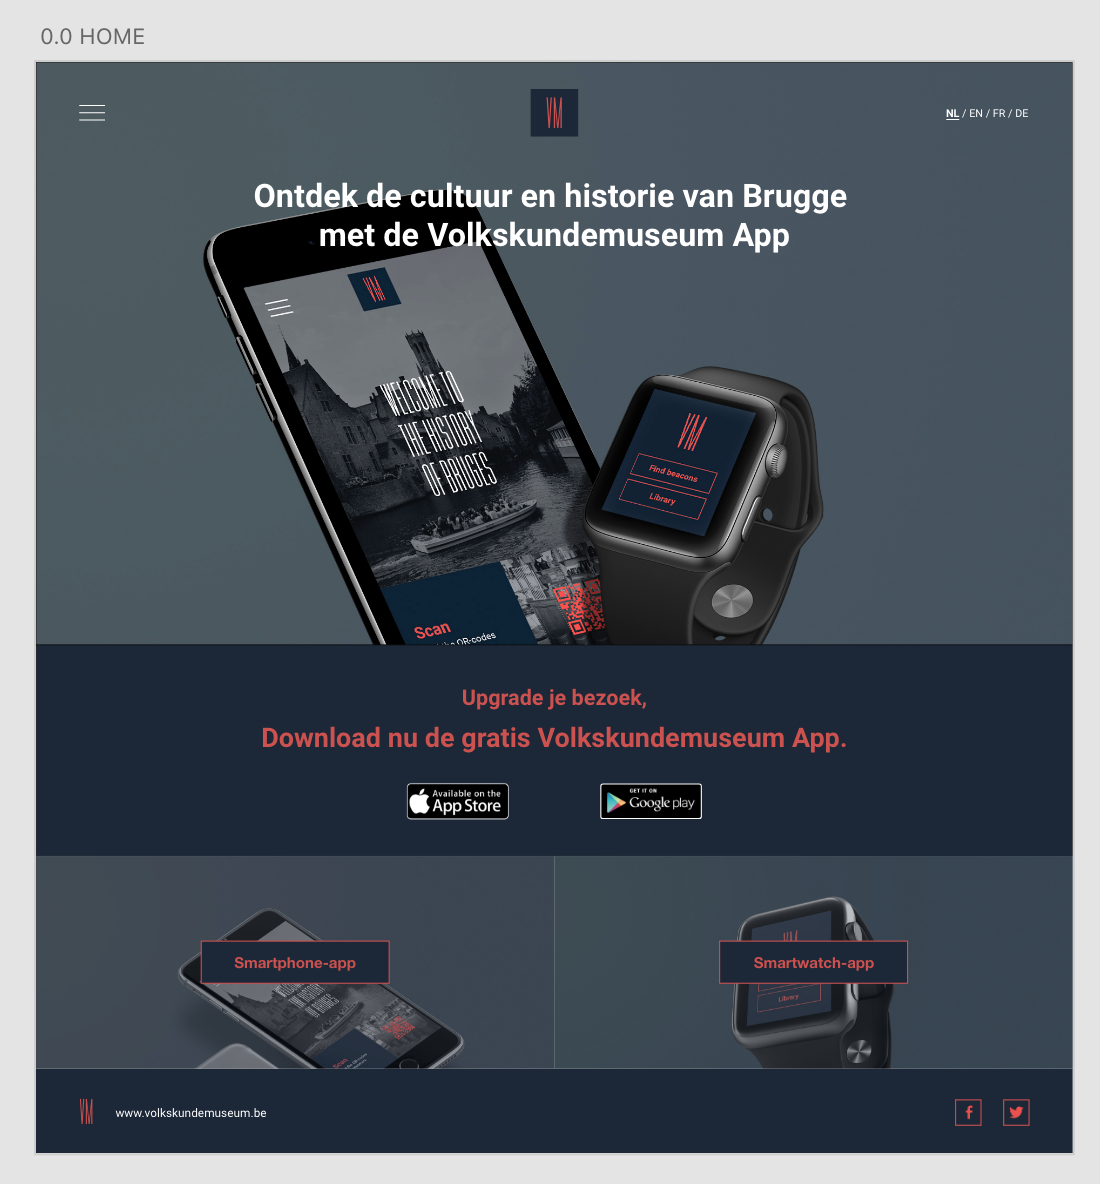 0.0 HOME
VM
NL / EN / FR / DE
Ontdek de cultuur en historie van Brugge
met de Volkskundemuseum App
VM
WELCOME TO
THE HISTORY
OF BRUGES
VM
Find beacons
Library
Scan
QR-codes
Upgrade je bezoek,
Download nu de gratis Volkskundemuseum App.
Available on the
App Store
GET IT ON
Google play
Smartphone-app
Smartwatch-app
Library
Scan
VM
www.volkskundemuseum.be